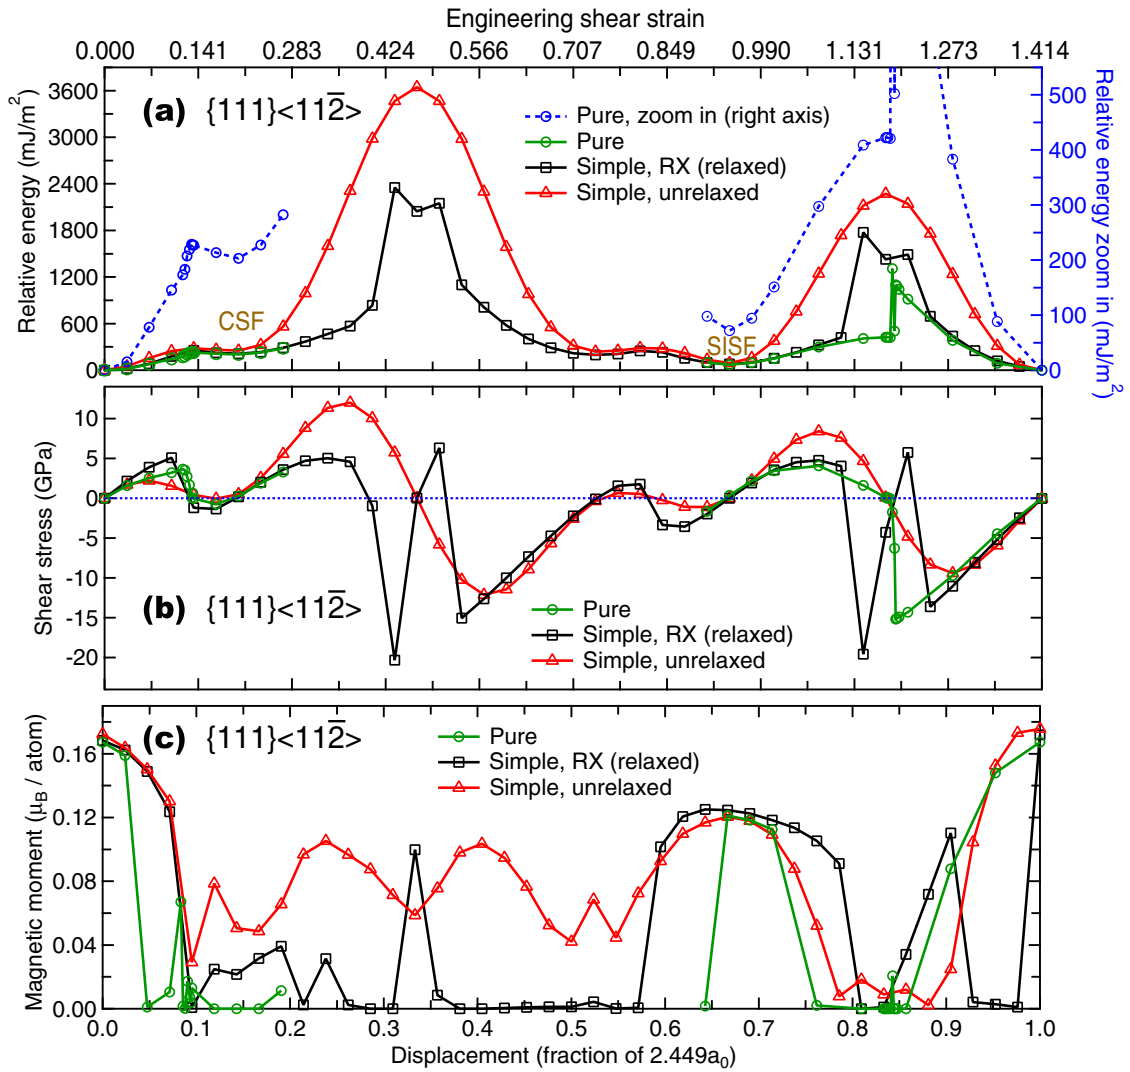 Engineering shear strain
0.000 0.141 0.283 0.424 0.566 0.707 0.849 0.990 1.131 1.273 1.414
(a) {111}<112̅>
Relative energy (mJ/m²)
3600
3000
2400
1800
1200
600
0
Pure, zoom in (right axis)
Pure
Simple, RX (relaxed)
Simple, unrelaxed
CSF
SISF
500
400
300
200
100
0
Relative energy zoom in (mJ/m²)
Shear stress (GPa)
10
5
0
-5
-10
-15
-20
(b) {111}<112̅>
Pure
Simple, RX (relaxed)
Simple, unrelaxed
Magnetic moment (μB / atom)
0.16
0.12
0.08
0.04
0.00
(c) {111}<112̅>
Pure
Simple, RX (relaxed)
Simple, unrelaxed
0.0 0.1 0.2 0.3 0.4 0.5 0.6 0.7 0.8 0.9 1.0
Displacement (fraction of 2.449a₀)